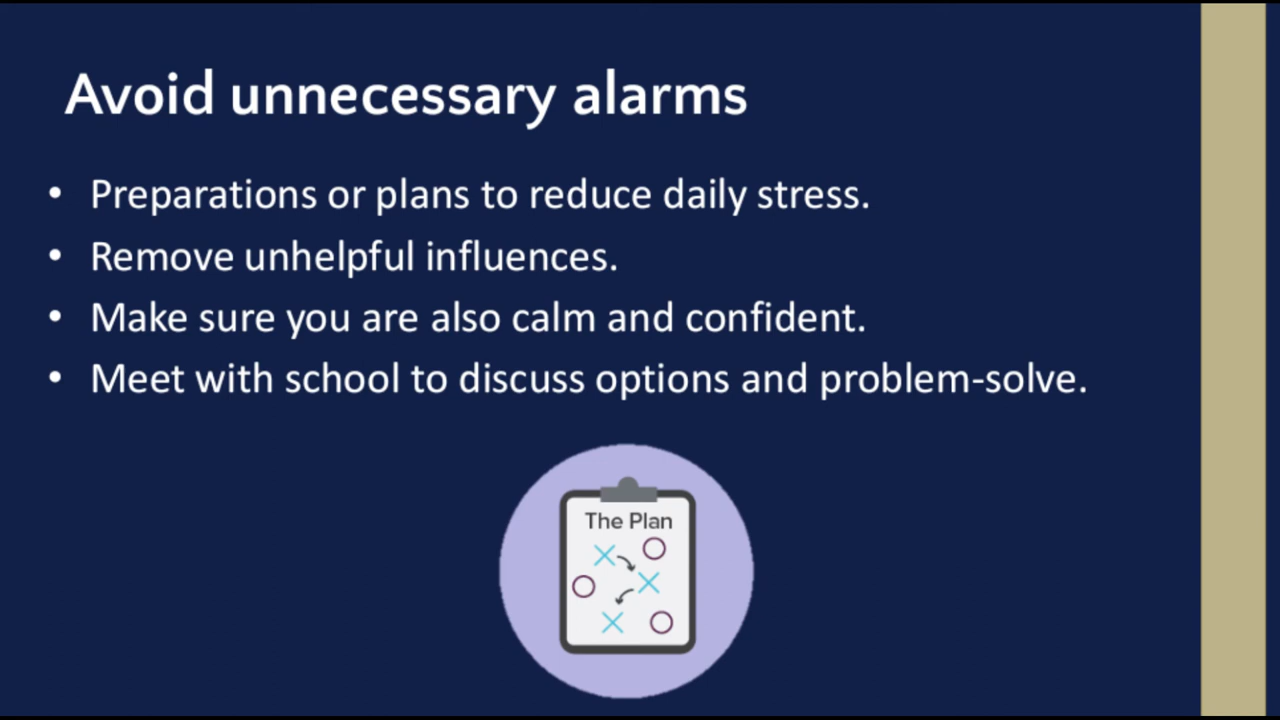 Avoid unnecessary alarms
• Preparations or plans to reduce daily stress.
• Remove unhelpful influences.
• Make sure you are also calm and confident.
• Meet with school to discuss options and problem-solve.
The Plan